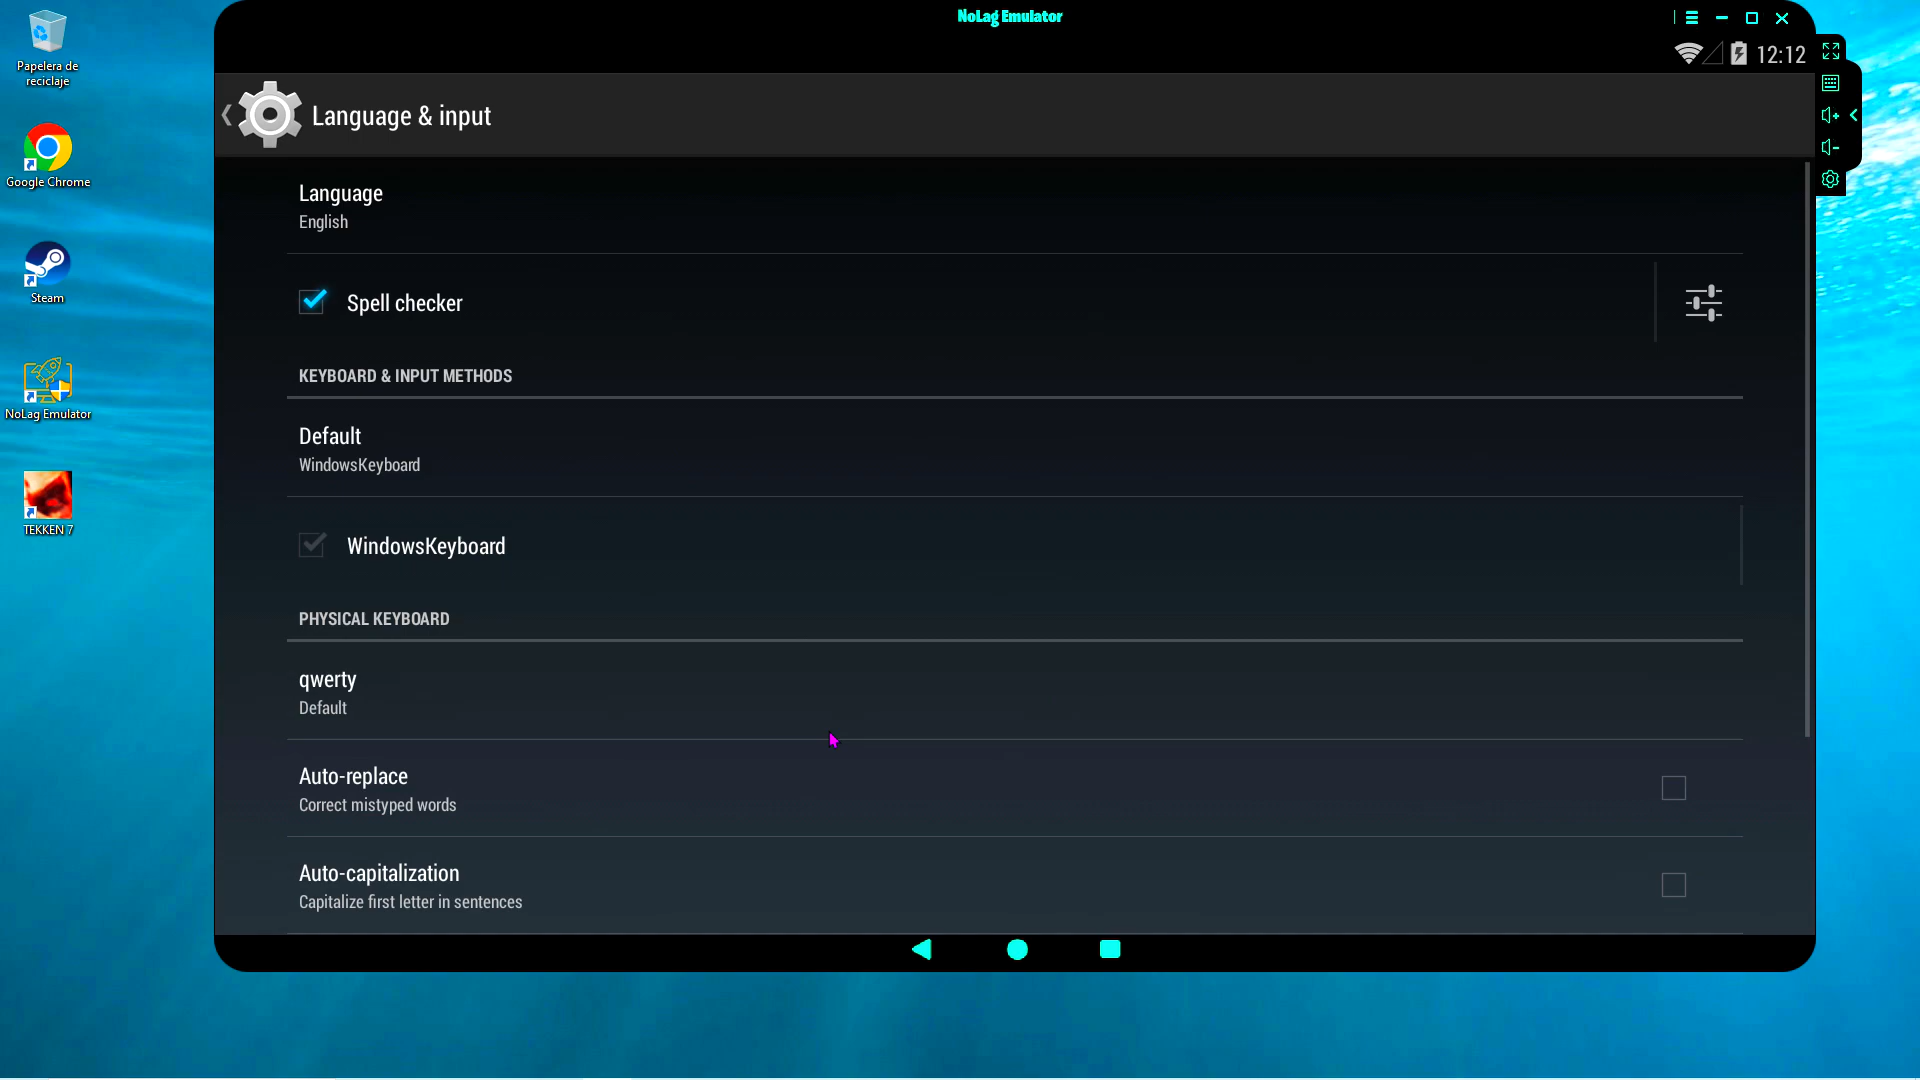 NoLag Emulator
12:12
Language & input
Language
English
Spell checker
KEYBOARD & INPUT METHODS
Default
WindowsKeyboard
WindowsKeyboard
PHYSICAL KEYBOARD
qwerty
Default
Auto-replace
Correct mistyped words
Auto-capitalization
Capitalize first letter in sentences
Papelera de
reciclaje
Google Chrome
Steam
NoLag Emulator
TEKKEN 7